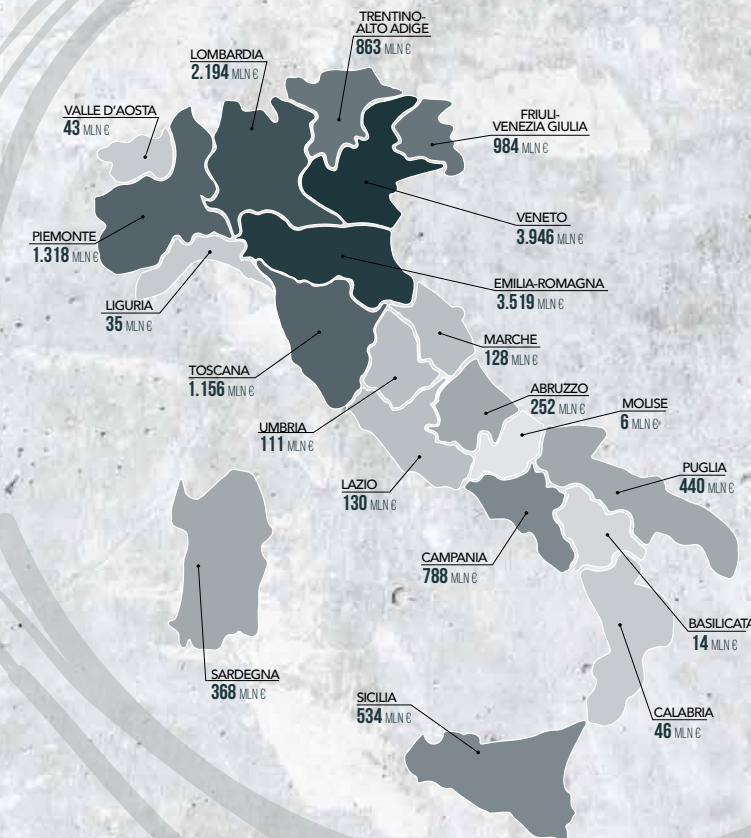 TRENTINO-
ALTO ADIGE
863 MLN €
LOMBARDIA
2.194 MLN €
VALLE D'AOSTA
43 MLN €
FRIULI-
VENEZIA GIULIA
984 MLN €
VENETO
3.946 MLN €
PIEMONTE
1.318 MLN €
EMILIA-ROMAGNA
3.519 MLN €
LIGURIA
35 MLN €
MARCHE
128 MLN €
TOSCANA
1.156 MLN €
ABRUZZO
252 MLN €
MOLISE
6 MLN €
UMBRIA
111 MLN €
PUGLIA
440 MLN €
LAZIO
130 MLN €
CAMPANIA
788 MLN €
BASILICATA
14 MLN €
SARDEGNA
368 MLN €
SICILIA
534 MLN €
CALABRIA
46 MLN €